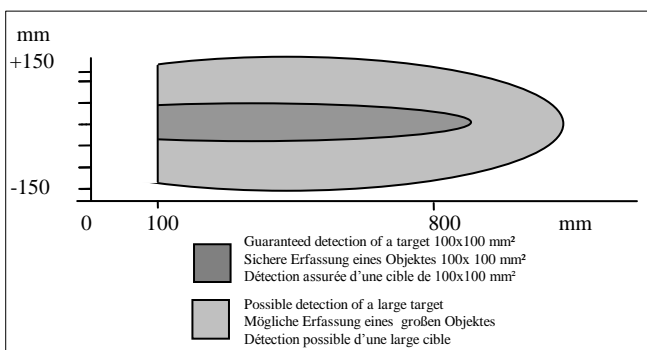 mm
+150
-150
0 100 800 mm
Guaranteed detection of a target 100x100 mm²
Sichere Erfassung eines Objektes 100x 100 mm²
Détection assurée d'une cible de 100x100 mm²
Possible detection of a large target
Mögliche Erfassung eines großen Objektes
Détection possible d'une large cible